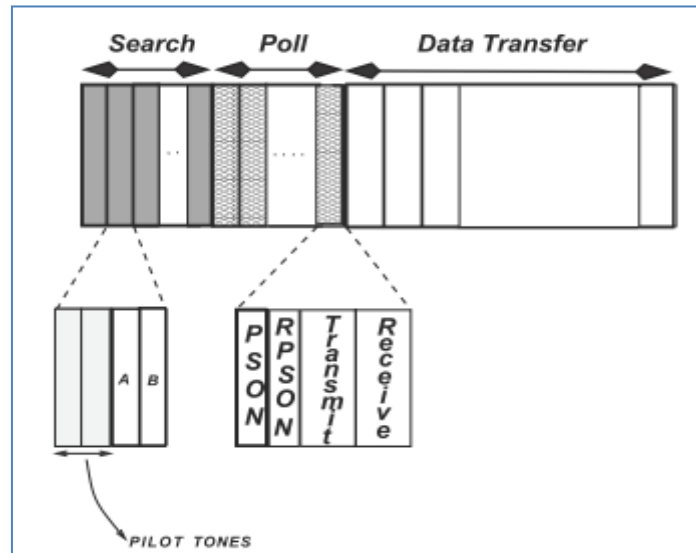 Search Poll Data Transfer
.. ....
A B
PSON RPSON Transmit Receive
PILOT TONES